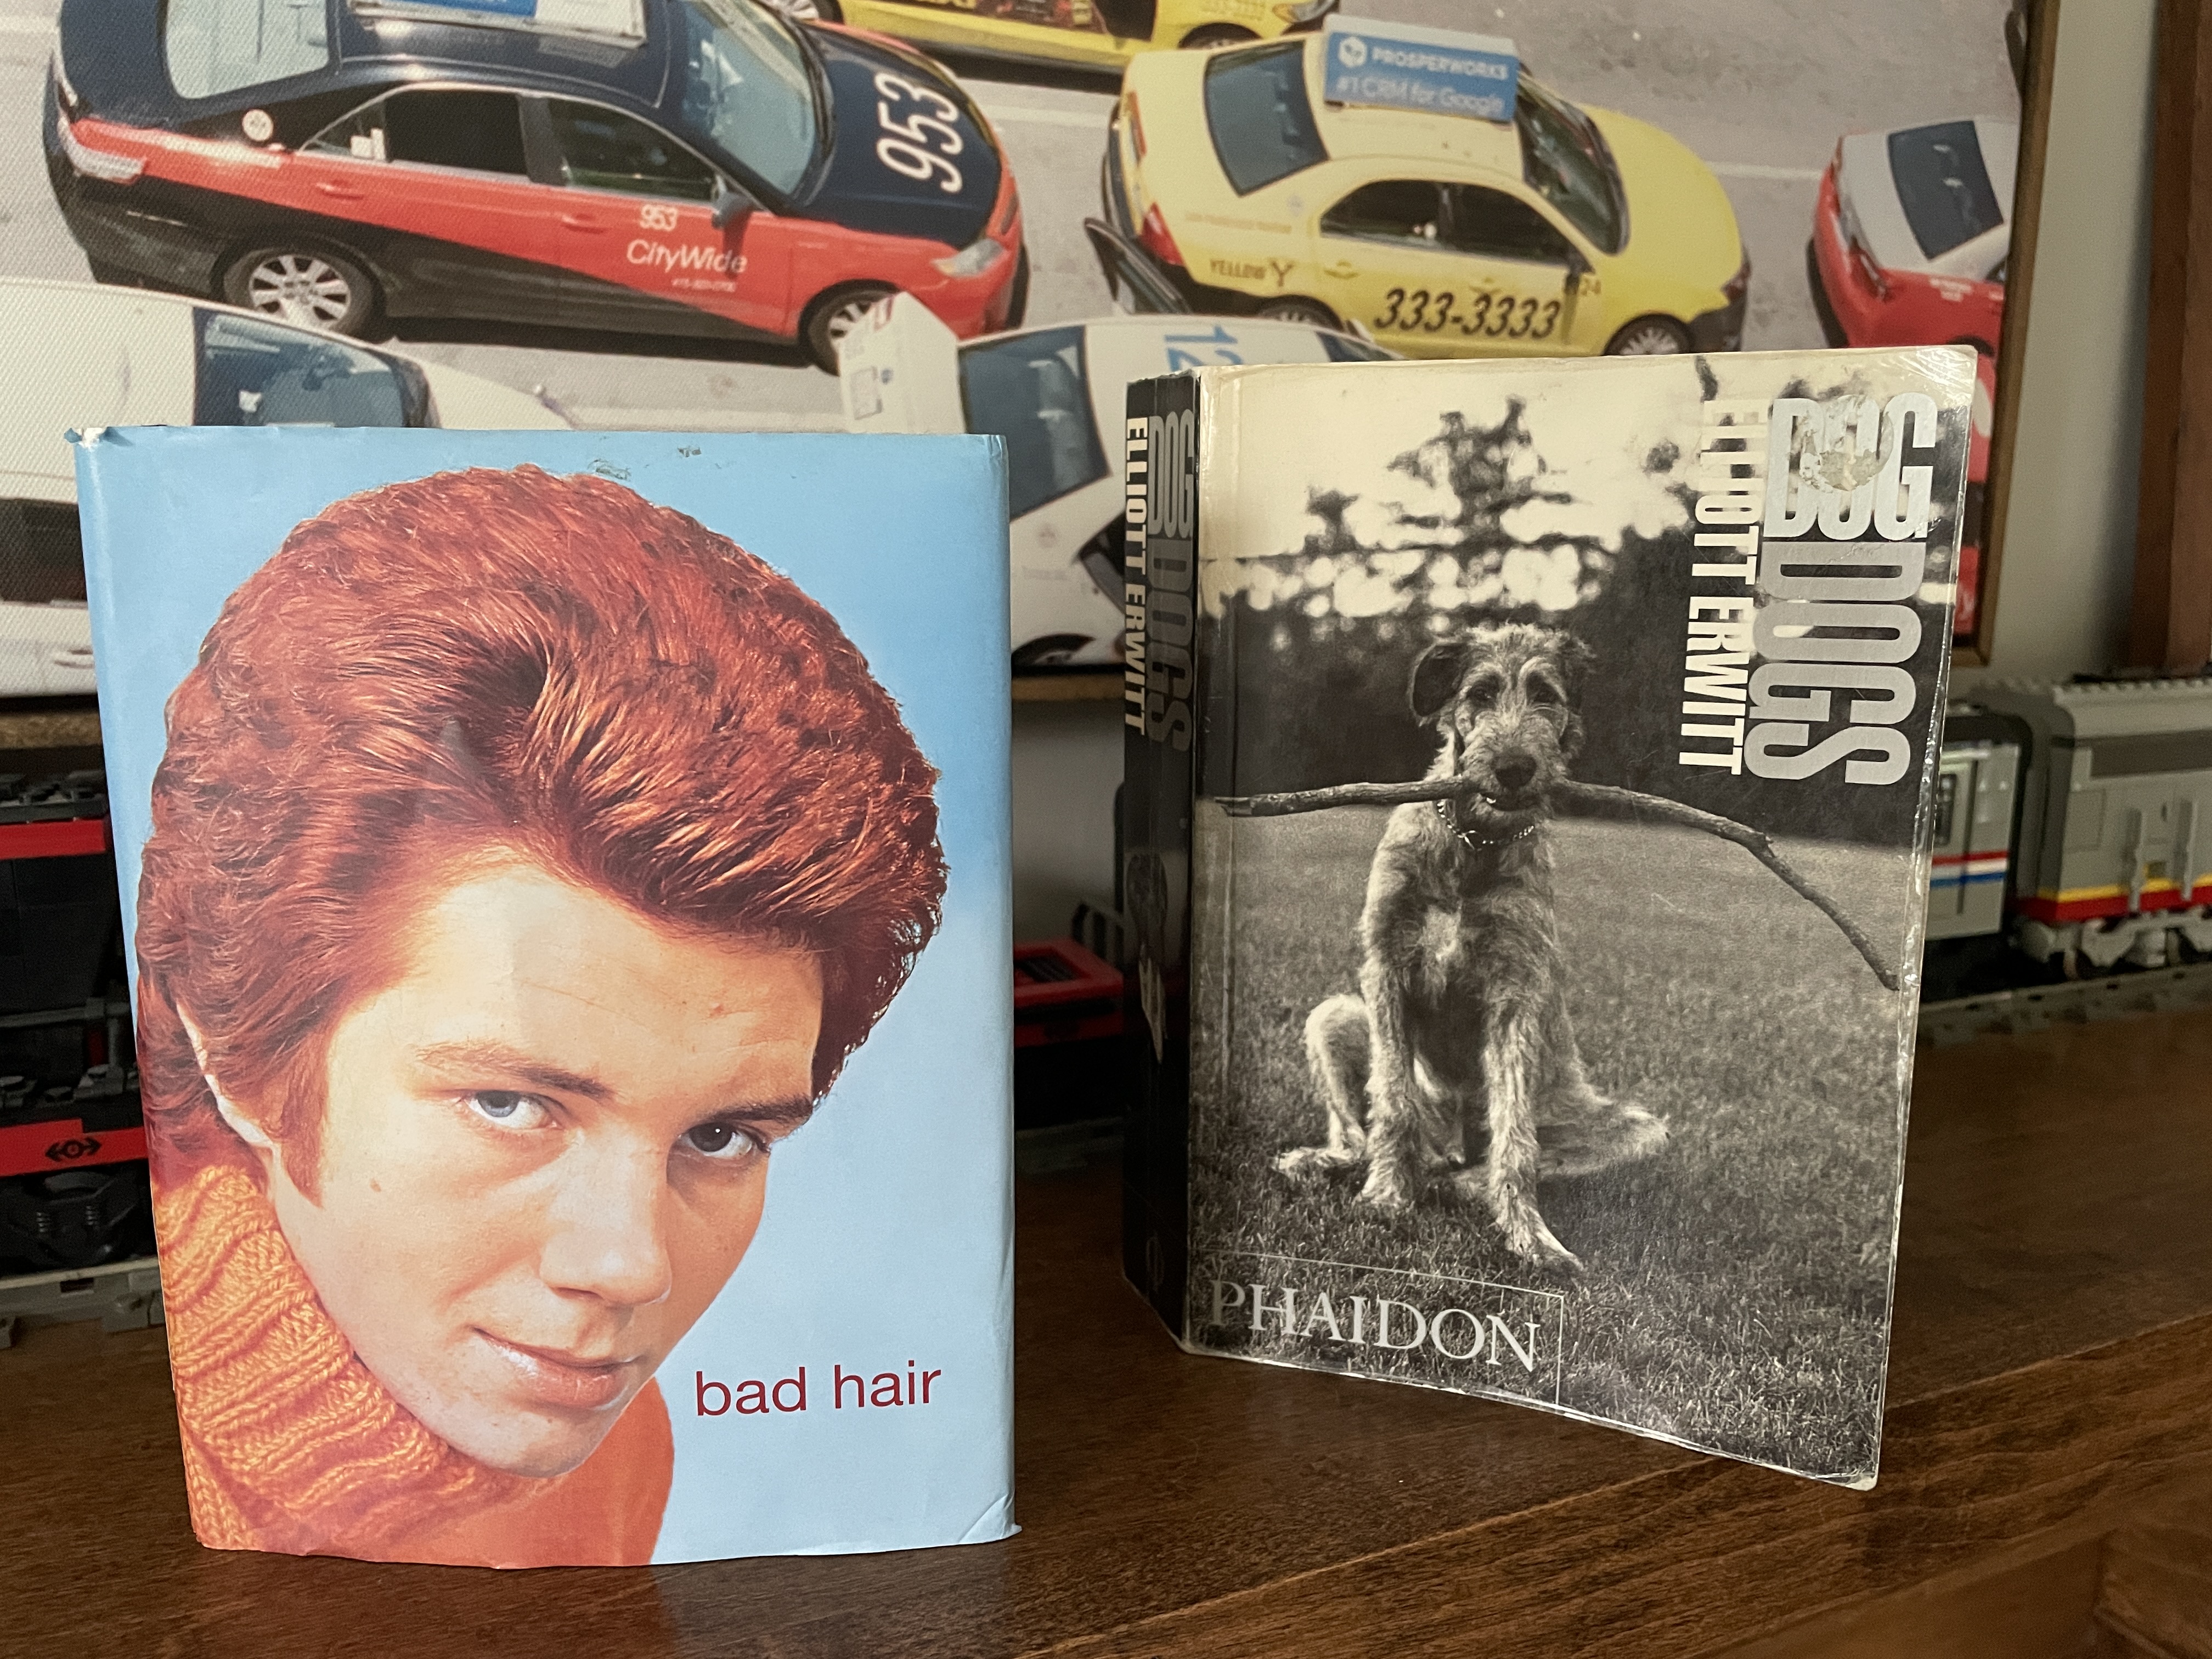 953
953
CityWide
PROSPERWORKS
#1 CRM for Google
YELLOW Y
333-3333
12
ELLIOTT ERWITT
DOG
DOGS
ELLIOTT ERWITT
DOG
DOGS
bad hair
PHAIDON